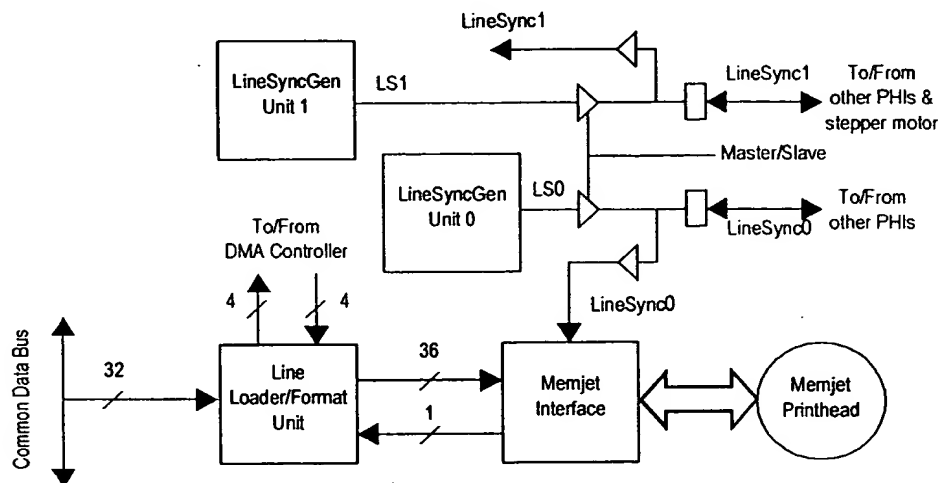 LineSync1
LineSyncGen
Unit 1
LS1
LineSync1
To/From
other PHIs &
stepper motor
Master/Slave
LineSyncGen
Unit 0
LS0
LineSync0
To/From
other PHIs
To/From
DMA Controller
4
4
LineSync0
Common Data Bus
32
Line
Loader/Format
Unit
36
1
Memjet
Interface
Memjet
Printhead